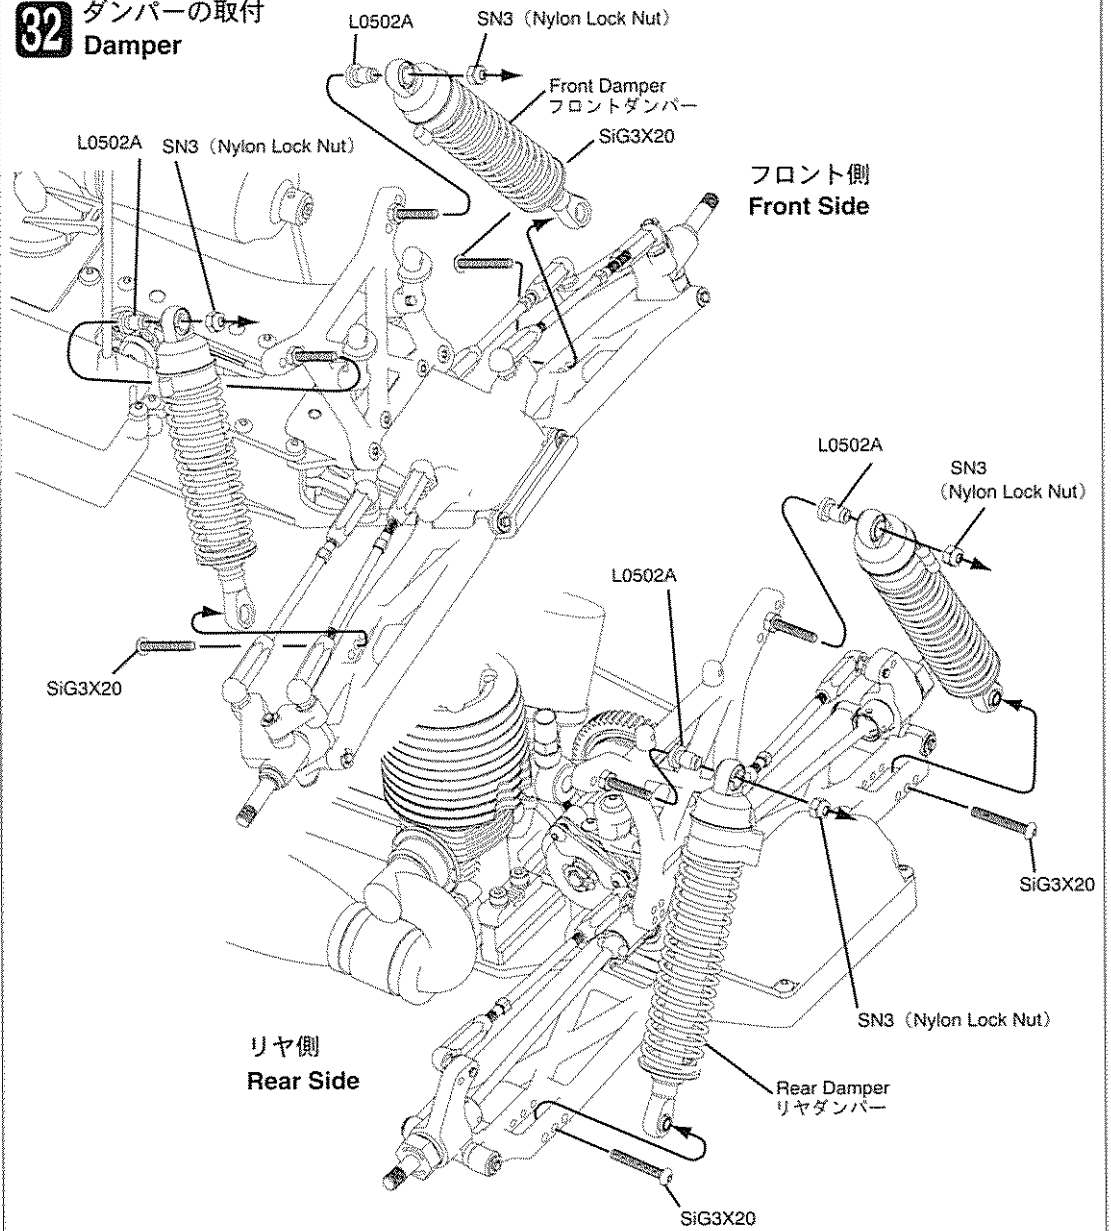 32 ダンパーの取付
Damper
L0502A
SN3 (Nylon Lock Nut)
Front Damper
フロントダンパー
SiG3X20
L0502A
SN3 (Nylon Lock Nut)
フロント側
Front Side
SiG3X20
L0502A
SN3
(Nylon Lock Nut)
L0502A
SiG3X20
SN3 (Nylon Lock Nut)
リヤ側
Rear Side
Rear Damper
リヤダンパー
SiG3X20